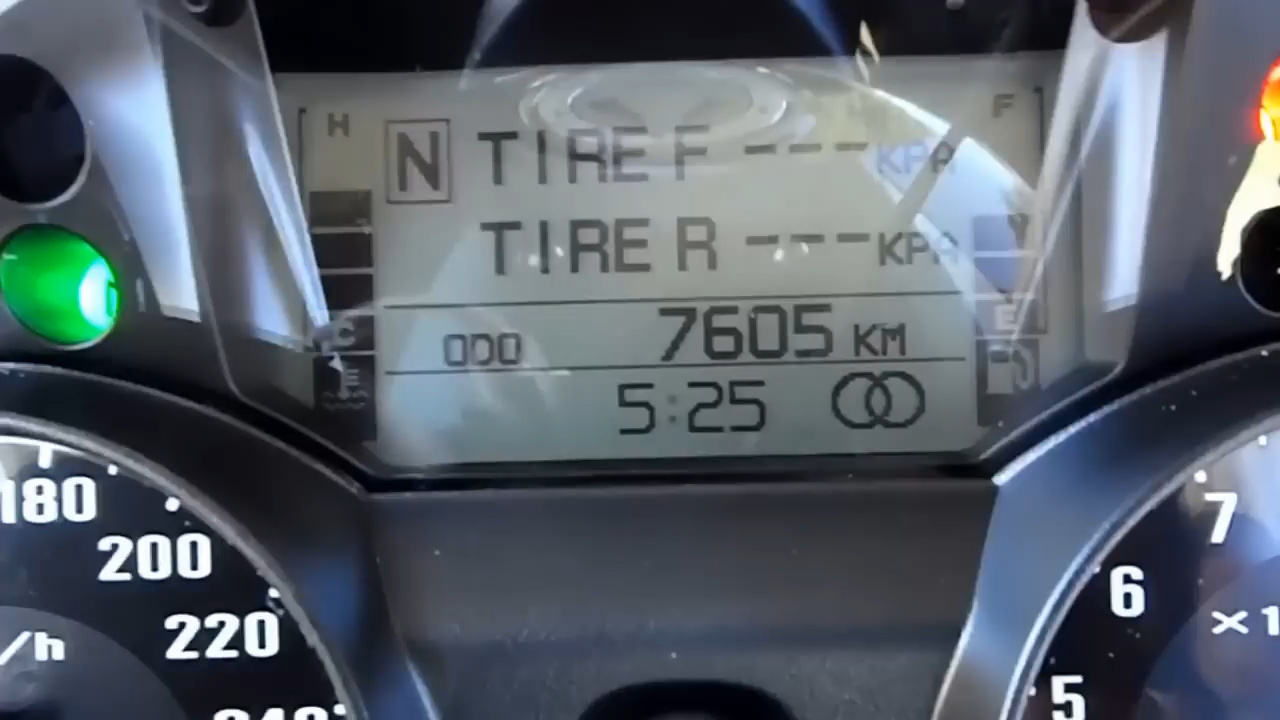 H F
N TIRE F ---KPA
TIRE R ---KPA
E
C
ODO 7605 KM
5:25
180
200
220
/h
7
6
5
×1